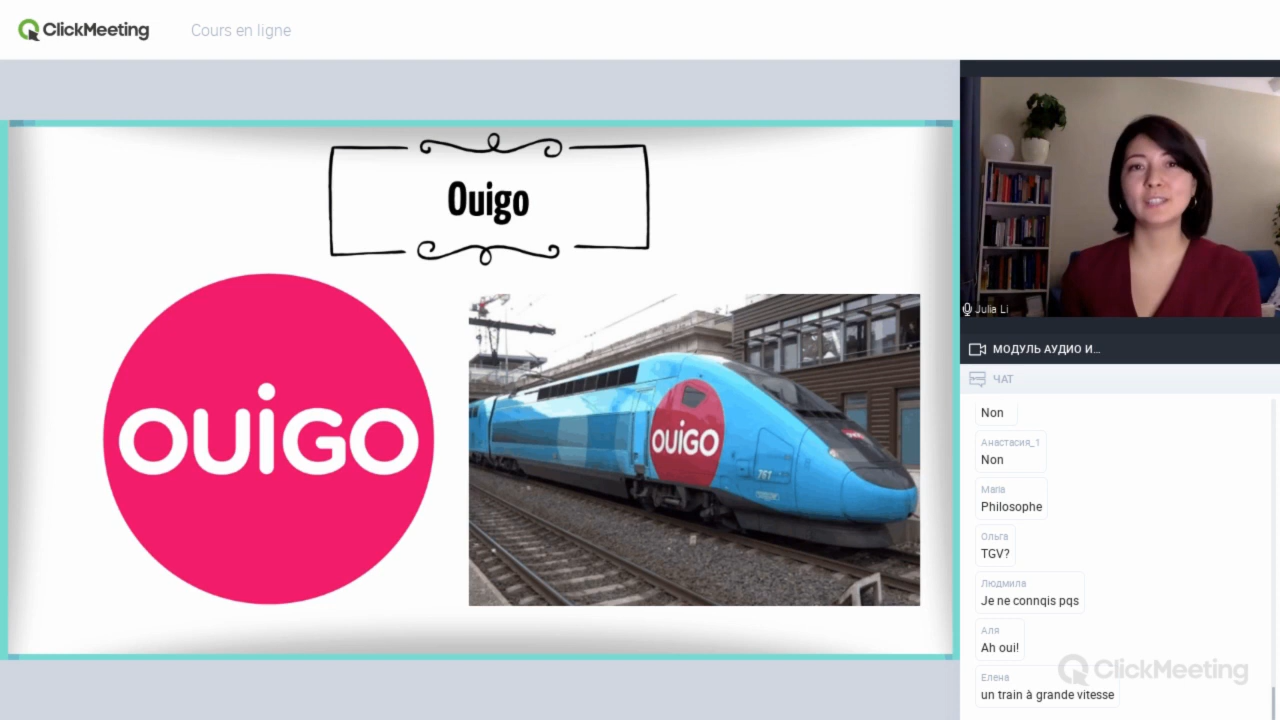 ClickMeeting
Cours en ligne
Ouigo
OUiGO
OUiGO
761
Julia Li
МОДУЛЬ АУДИО И...
ЧАТ
Non
Анастасия_1
Non
Maria
Philosophe
Ольга
TGV?
Людмила
Je ne connqis pqs
Аля
Ah oui!
Елена
un train à grande vitesse
ClickMeeting